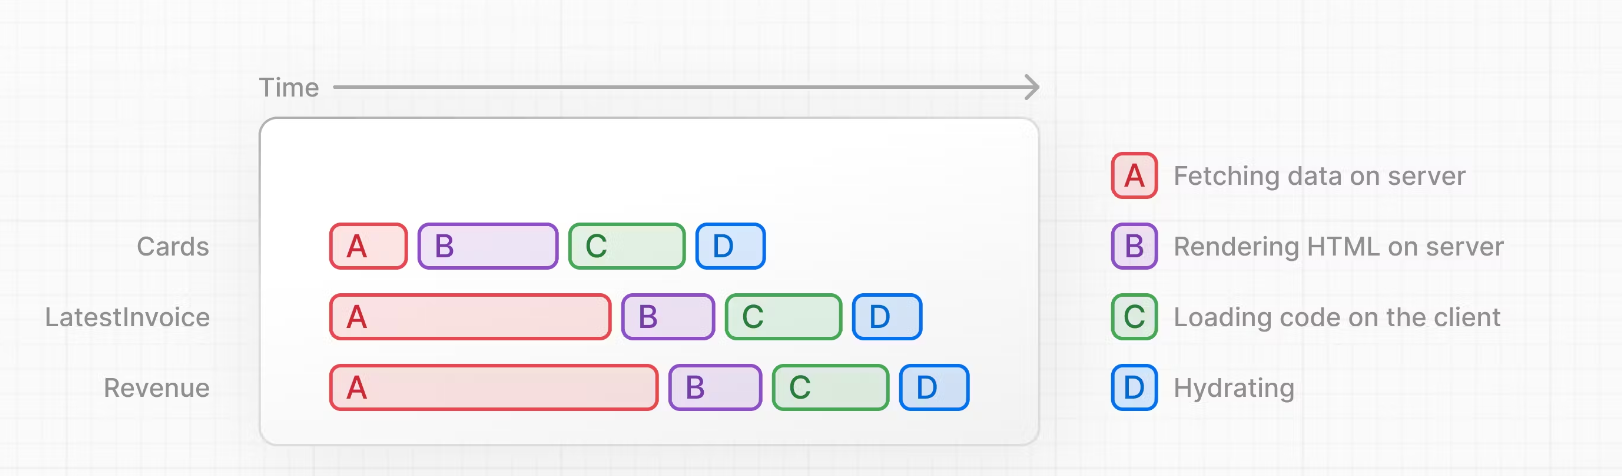 Time
Cards
A B C D
LatestInvoice
A B C D
Revenue
A B C D
A Fetching data on server
B Rendering HTML on server
C Loading code on the client
D Hydrating